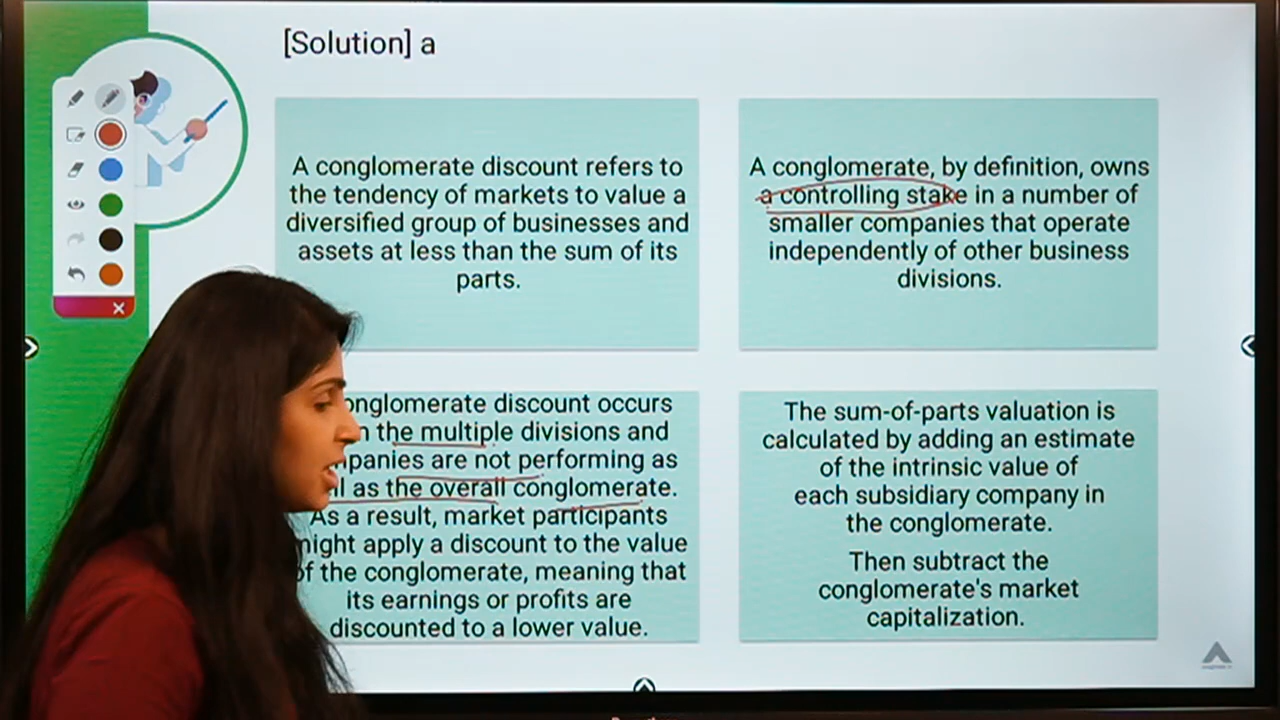 [Solution] a
A conglomerate discount refers to
the tendency of markets to value a
diversified group of businesses and
assets at less than the sum of its
parts.
A conglomerate, by definition, owns
a controlling stake in a number of
smaller companies that operate
independently of other business
divisions.
onglomerate discount occurs
the multiple divisions and
mpanies are not performing as
as the overall conglomerate.
As a result, market participants
might apply a discount to the value
of the conglomerate, meaning that
its earnings or profits are
discounted to a lower value.
The sum-of-parts valuation is
calculated by adding an estimate
of the intrinsic value of
each subsidiary company in
the conglomerate.
Then subtract the
conglomerate's market
capitalization.